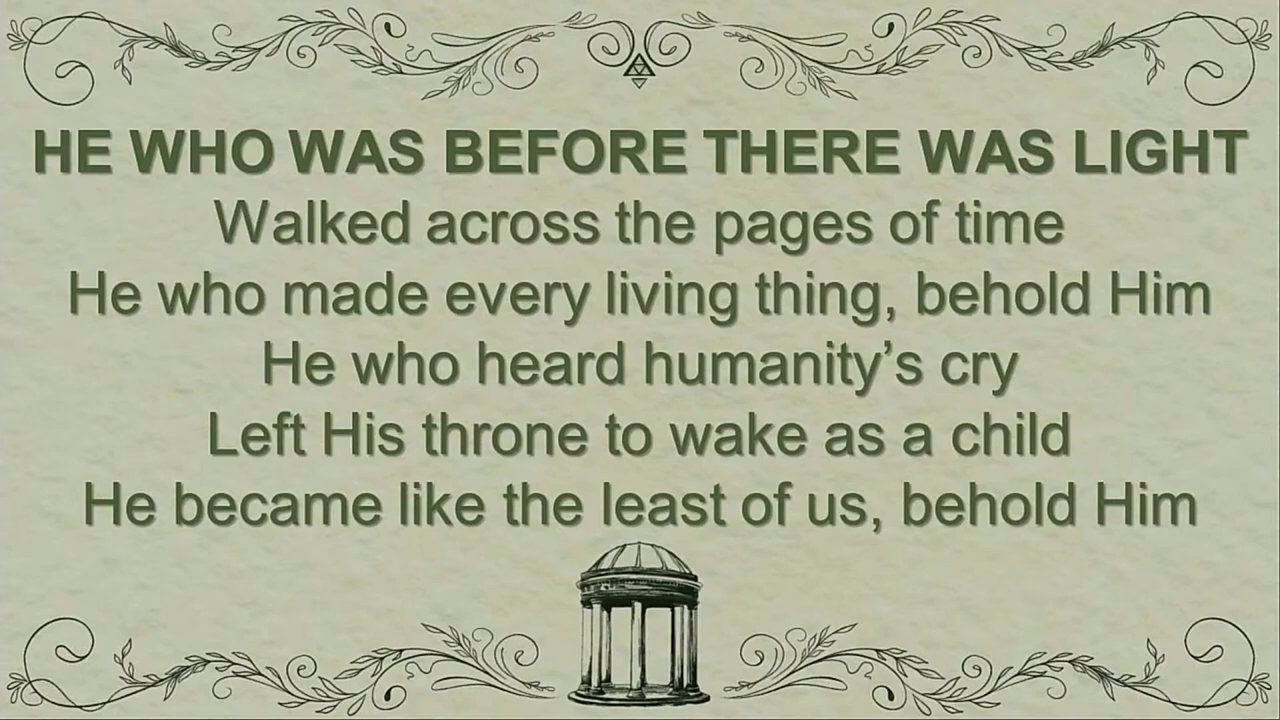 HE WHO WAS BEFORE THERE WAS LIGHT
Walked across the pages of time
He who made every living thing, behold Him
He who heard humanity’s cry
Left His throne to wake as a child
He became like the least of us, behold Him